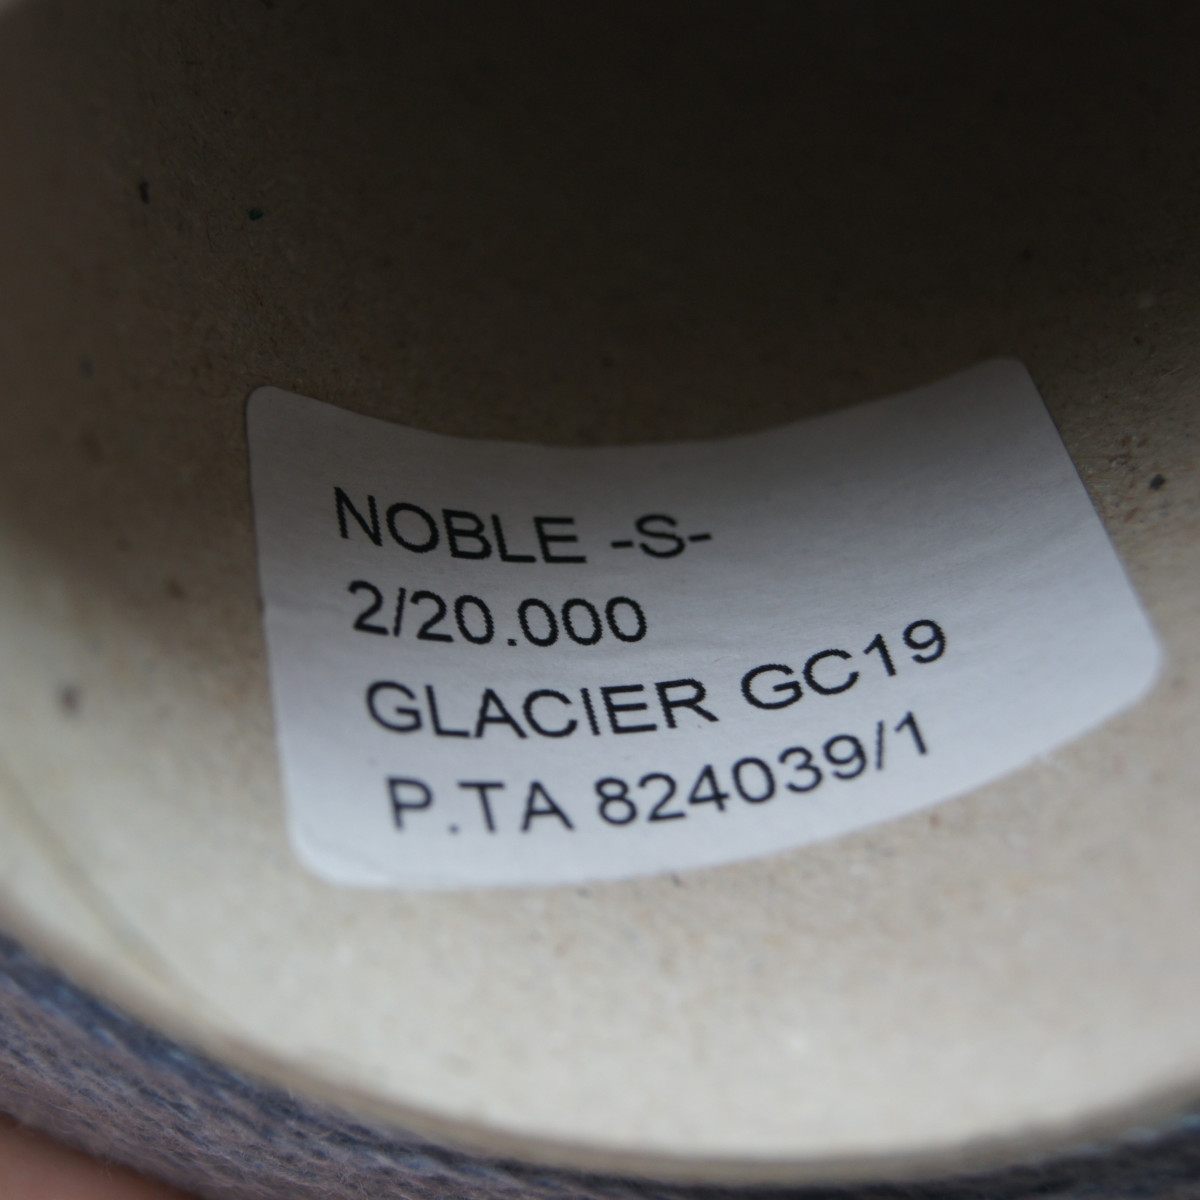 NOBLE -S-
2/20.000
GLACIER GC19
P.TA 824039/1